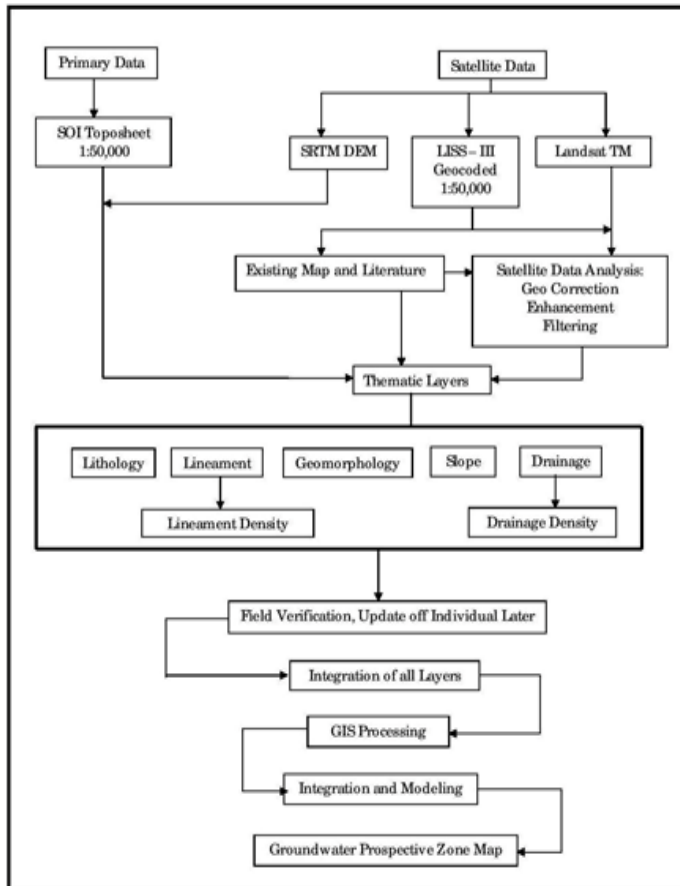 Primary Data
Satellite Data
SOI Toposheet
1:50,000
SRTM DEM
LISS – III
Geocoded
1:50,000
Landsat TM
Existing Map and Literature
Satellite Data Analysis:
Geo Correction
Enhancement
Filtering
Thematic Layers
Lithology
Lineament
Geomorphology
Slope
Drainage
Lineament Density
Drainage Density
Field Verification, Update off Individual Later
Integration of all Layers
GIS Processing
Integration and Modeling
Groundwater Prospective Zone Map